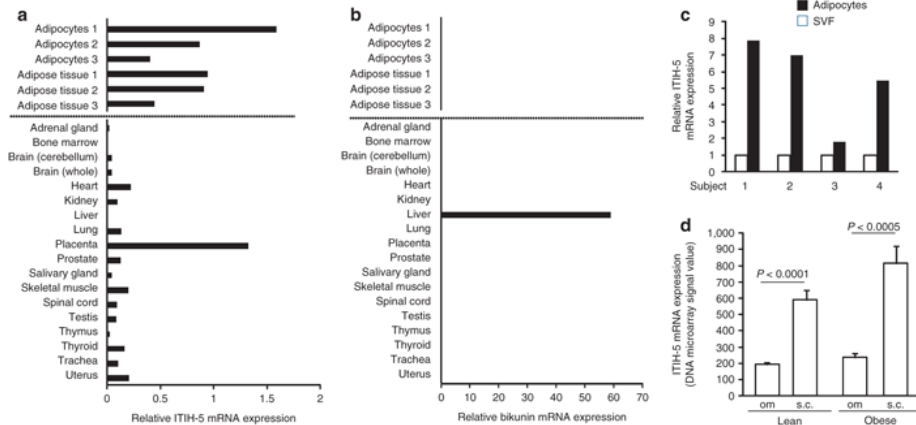 a
Adipocytes 1
Adipocytes 2
Adipocytes 3
Adipose tissue 1
Adipose tissue 2
Adipose tissue 3
Adrenal gland
Bone marrow
Brain (cerebellum)
Brain (whole)
Heart
Kidney
Liver
Lung
Placenta
Prostate
Salivary gland
Skeletal muscle
Spinal cord
Testis
Thymus
Thyroid
Trachea
Uterus
0 0.5 1 1.5 2
Relative ITIH-5 mRNA expression
b
Adipocytes 1
Adipocytes 2
Adipocytes 3
Adipose tissue 1
Adipose tissue 2
Adipose tissue 3
Adrenal gland
Bone marrow
Brain (cerebellum)
Brain (whole)
Heart
Kidney
Liver
Lung
Placenta
Prostate
Salivary gland
Skeletal muscle
Spinal cord
Testis
Thymus
Thyroid
Trachea
Uterus
0 10 20 30 40 50 60 70
Relative bikunin mRNA expression
c
Adipocytes
SVF
Relative ITIH-5
mRNA expression
9
8
7
6
5
4
3
2
1
0
Subject 1 2 3 4
d
ITIH-5 mRNA expression
(DNA microarray signal value)
1,000
900
800
700
600
500
400
300
200
100
0
P < 0.0001
P < 0.0005
om s.c. om s.c.
Lean Obese